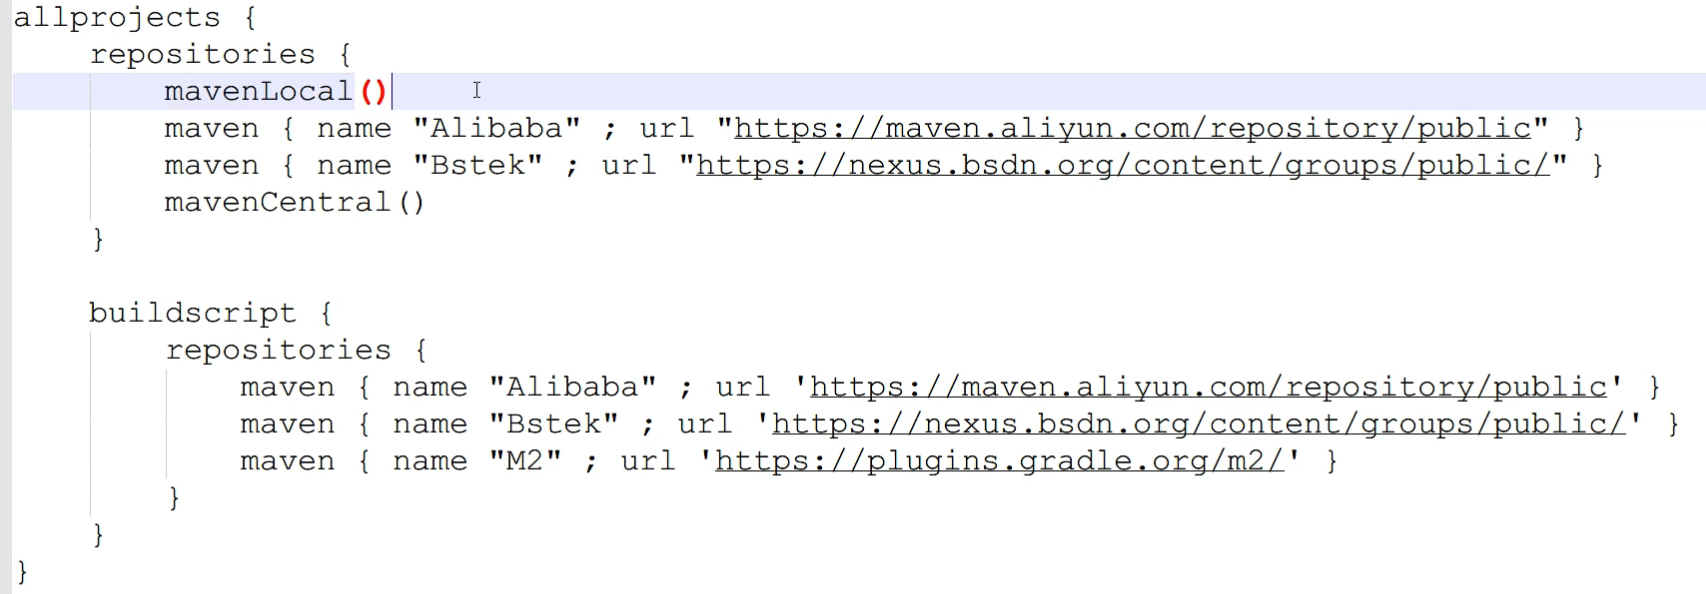 allprojects {
    repositories {
        mavenLocal()
        maven { name "Alibaba" ; url "https://maven.aliyun.com/repository/public" }
        maven { name "Bstek" ; url "https://nexus.bsdn.org/content/groups/public/" }
        mavenCentral()
    }

    buildscript {
        repositories {
            maven { name "Alibaba" ; url 'https://maven.aliyun.com/repository/public' }
            maven { name "Bstek" ; url 'https://nexus.bsdn.org/content/groups/public/' }
            maven { name "M2" ; url 'https://plugins.gradle.org/m2/' }
        }
    }
}